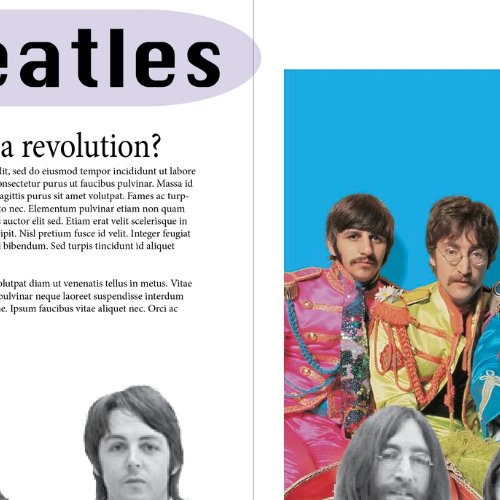 eatles
a revolution?
lit, sed do eiusmod tempor incididunt ut labore
onsectetur purus ut faucibus pulvinar. Massa id
agittis purus sit amet volutpat. Fames ac turp-
to nec. Elementum pulvinar etiam non quam
s auctor elit sed. Etiam erat velit scelerisque in
ipit. Nisl pretium fusce id velit. Integer feugiat
i bibendum. Sed turpis tincidunt id aliquet
olutpat diam ut venenatis tellus in metus. Vitae
pulvinar neque laoreet suspendisse interdum
ue. Ipsum faucibus vitae aliquet nec. Orci ac